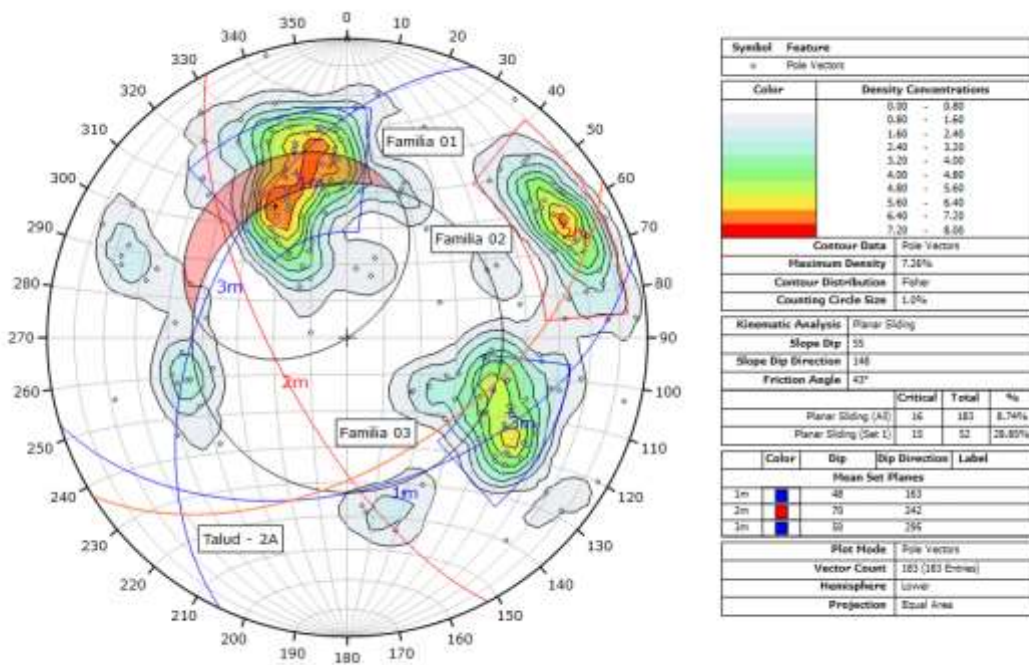 0
10
20
30
40
50
60
70
80
90
100
110
120
130
140
150
160
170
180
190
200
210
220
230
240
250
260
270
280
290
300
310
320
330
340
350
Familia 01
Familia 02
3m
2m
Familia 03
3m
1m
Talud - 2A
Symbol Feature
Pole Vectors
Color Density Concentrations
0.00 - 0.80
0.80 - 1.60
1.60 - 2.40
2.40 - 3.20
3.20 - 4.00
4.00 - 4.80
4.80 - 5.60
5.60 - 6.40
6.40 - 7.20
7.20 - 8.00
Contour Data Pole Vectors
Maximum Density
Contour Distribution Fisher
Counting Circle Size 1.0%
Kinematic Analysis Planar Sliding
Slope Dip 55
Slope Dip Direction 148
Friction Angle 43°
Critical Total %
Planar Sliding (All) 16 183 8.74%
Planar Sliding (Set 1) 15 52 28.85%
Color Dip Dip Direction Label
Mean Set Planes
1m 48 163
2m 70 242
3m 296
Plot Mode Pole Vectors
Vector Count 183 (183 Entries)
Hemisphere Lower
Projection Equal Area